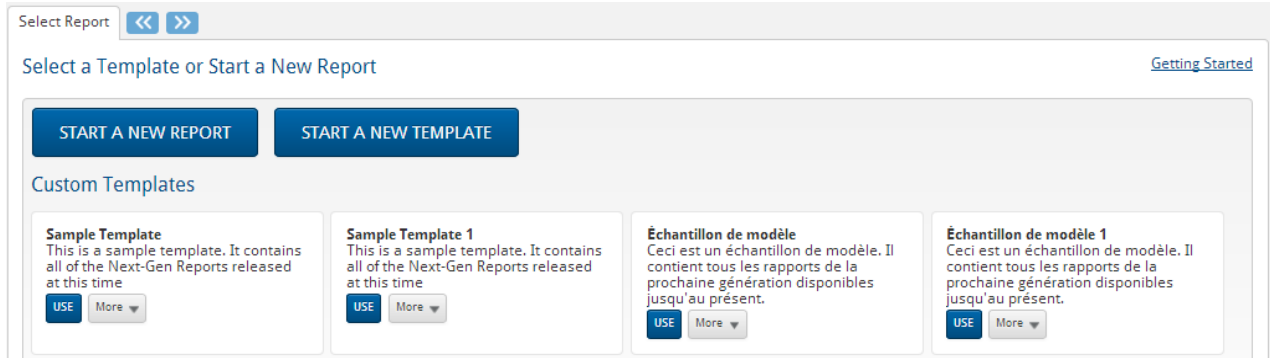 Select Report
Select a Template or Start a New Report
Getting Started
START A NEW REPORT
START A NEW TEMPLATE
Custom Templates
Sample Template
This is a sample template. It contains
all of the Next-Gen Reports released
at this time
USE
More
Sample Template 1
This is a sample template. It contains
all of the Next-Gen Reports released
at this time
USE
More
Échantillon de modèle
Ceci est un échantillon de modèle. Il
contient tous les rapports de la
prochaine génération disponibles
jusqu'au présent.
USE
More
Échantillon de modèle 1
Ceci est un échantillon de modèle. Il
contient tous les rapports de la
prochaine génération disponibles
jusqu'au présent.
USE
More